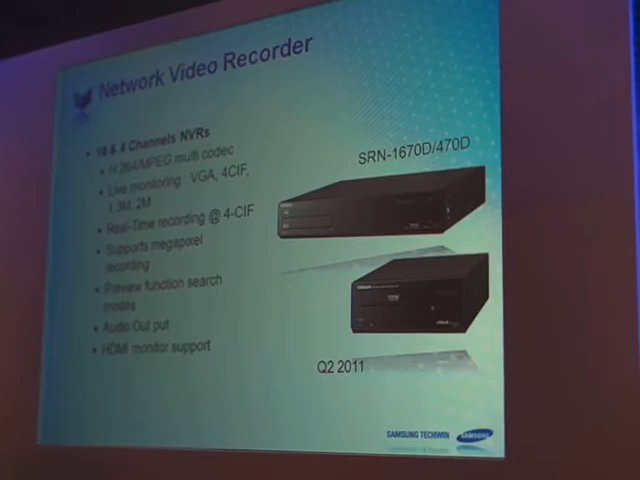 Network Video Recorder
• 16 & 4 Channels NVRs
• H.264/MPEG multi codec
• Live monitoring : VGA, 4CIF,
1.3M, 2M
• Real-Time recording @ 4-CIF
• Supports megapixel
recording
• Preview function search
modes
• Audio Out put
• HDMI monitor support
SRN-1670D/470D
Q2 2011
SAMSUNG TECHWIN
SAMSUNG